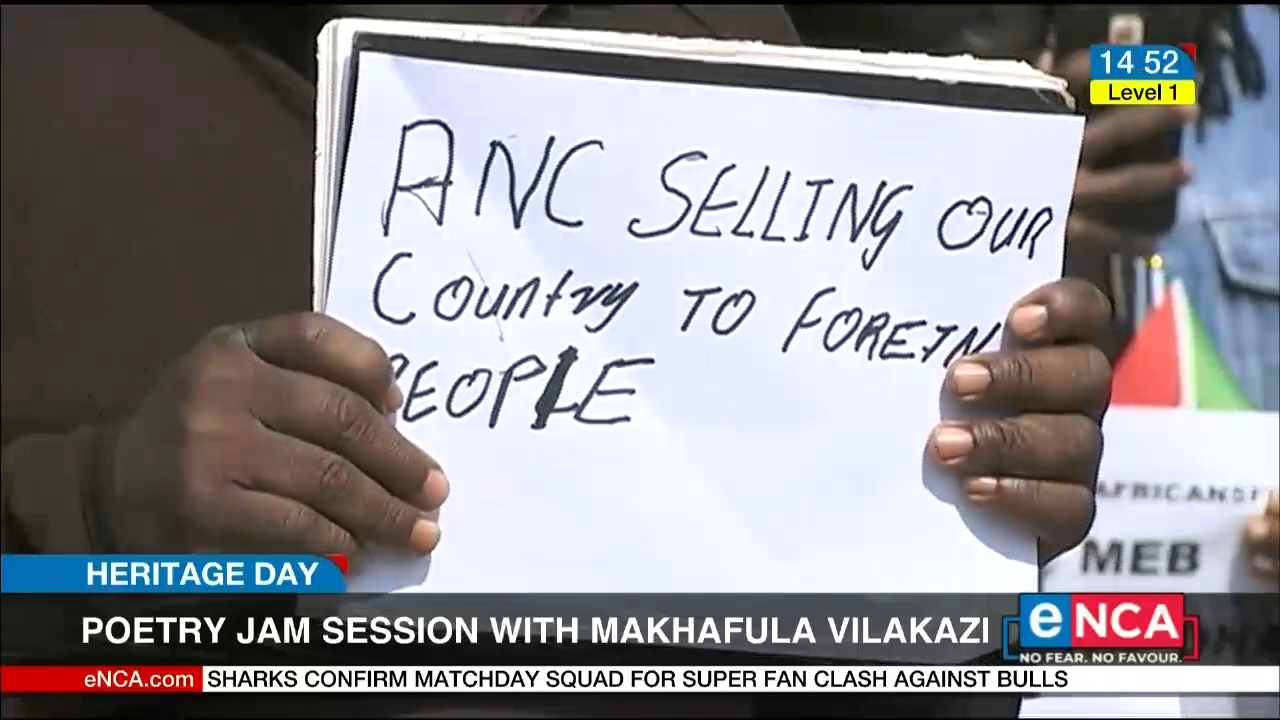 14 52
Level 1
ANC SELLING OUR
Country TO FOREIN
PEOPLE
AFRICANS
MEB
HERITAGE DAY
POETRY JAM SESSION WITH MAKHAFULA VILAKAZI
eNCA
NO FEAR. NO FAVOUR.
eNCA.com SHARKS CONFIRM MATCHDAY SQUAD FOR SUPER FAN CLASH AGAINST BULLS